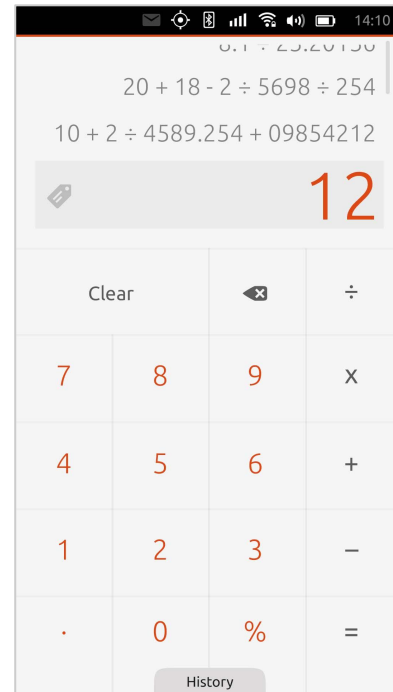 14:10
20 + 18 - 2 ÷ 5698 ÷ 254
10 + 2 ÷ 4589.254 + 09854212
12
Clear ÷
7 8 9 x
4 5 6 +
1 2 3 −
. 0 % =
History